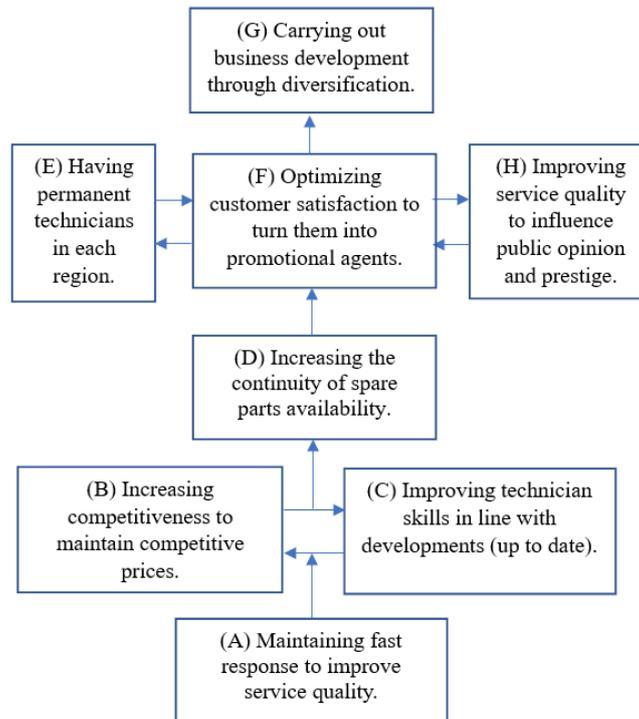 (G) Carrying out
business development
through diversification.
(E) Having
permanent
technicians
in each
region.
(F) Optimizing
customer satisfaction to
turn them into
promotional agents.
(H) Improving
service quality
to influence
public opinion
and prestige.
(D) Increasing the
continuity of spare
parts availability.
(B) Increasing
competitiveness to
maintain competitive
prices.
(C) Improving technician
skills in line with
developments (up to date).
(A) Maintaining fast
response to improve
service quality.